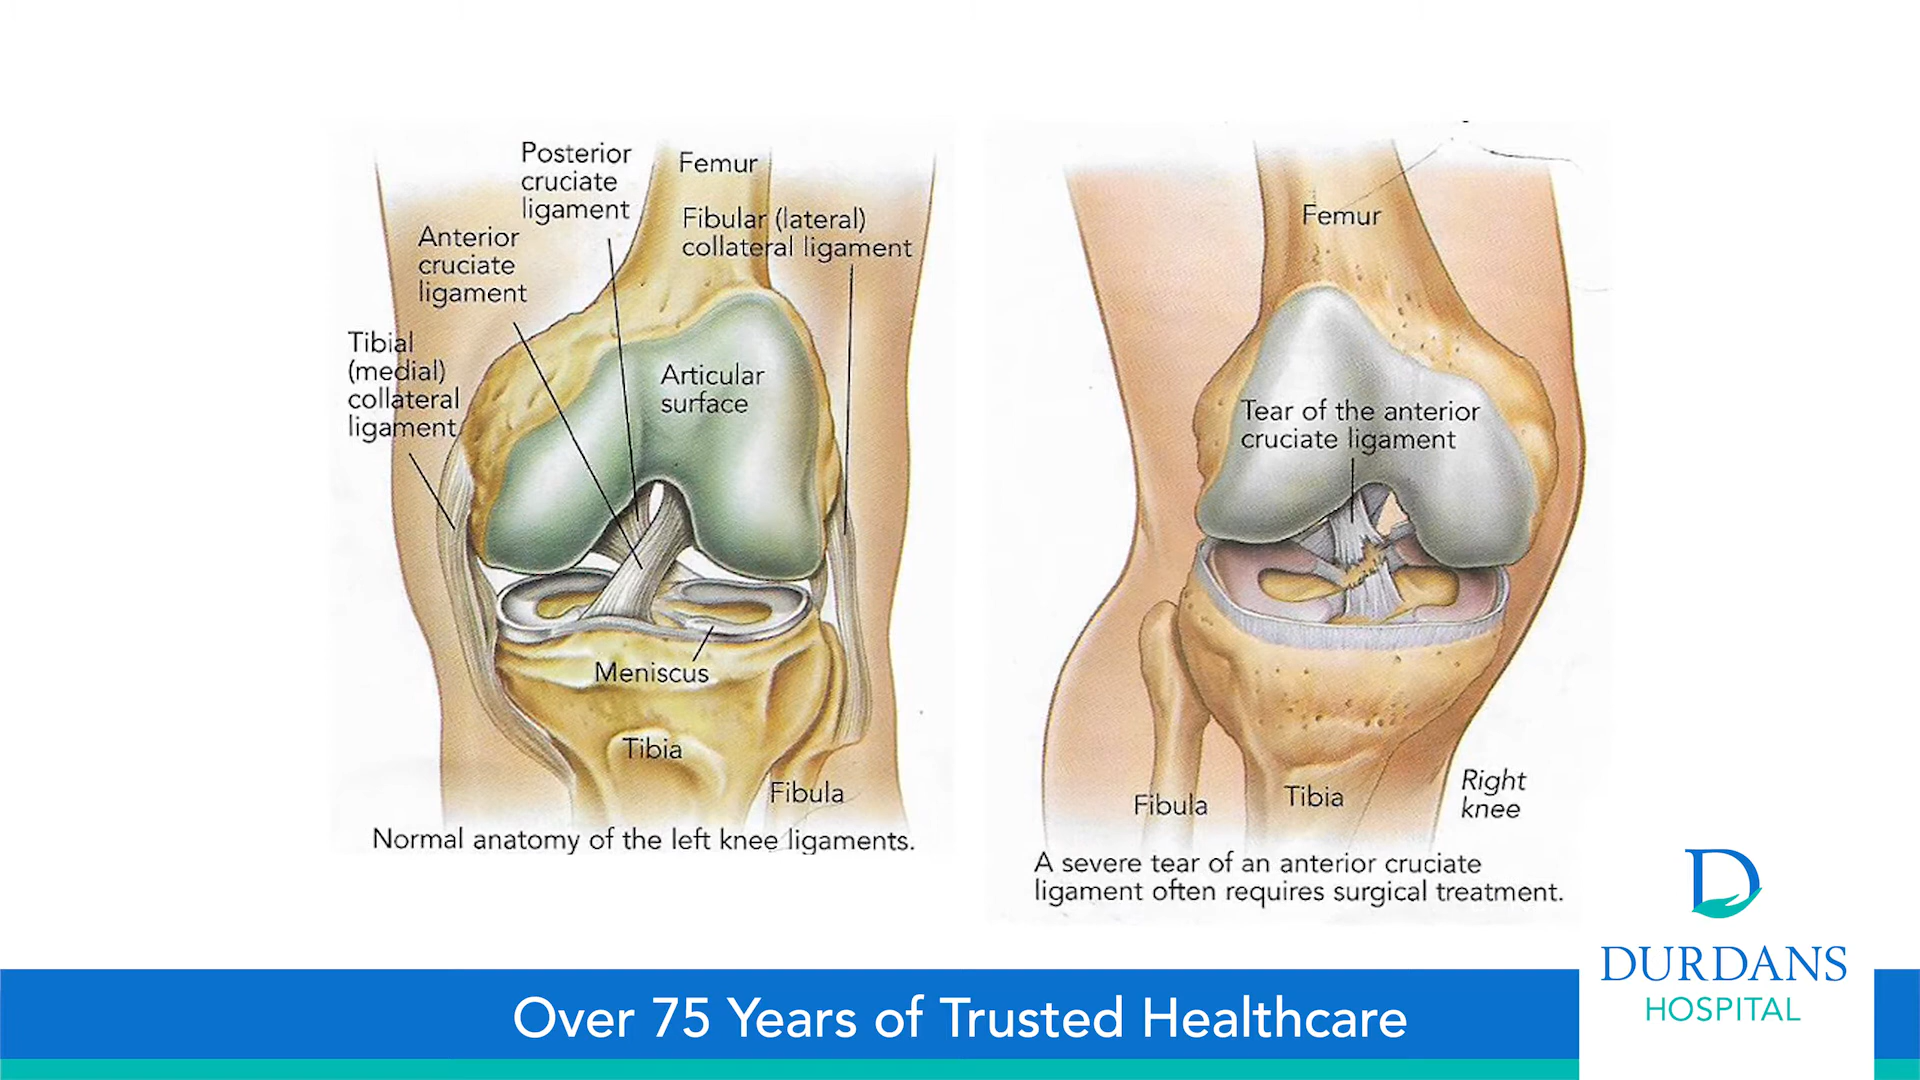 Posterior
cruciate
ligament
Femur
Fibular (lateral)
collateral ligament
Anterior
cruciate
ligament
Tibial
(medial)
collateral
ligament
Articular
surface
Meniscus
Tibia
Fibula
Normal anatomy of the left knee ligaments.
Femur
Tear of the anterior
cruciate ligament
Right
knee
Fibula
Tibia
A severe tear of an anterior cruciate
ligament often requires surgical treatment.
DURDANS
HOSPITAL
Over 75 Years of Trusted Healthcare